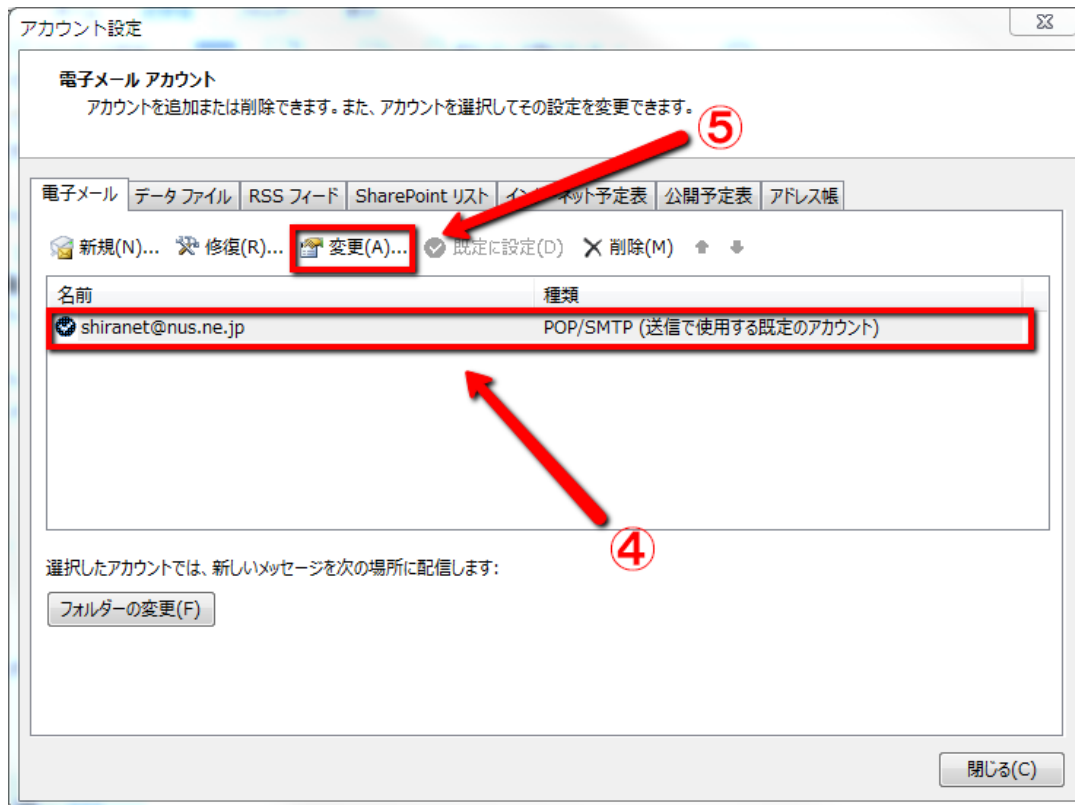 アカウント設定
電子メール アカウント
アカウントを追加または削除できます。また、アカウントを選択してその設定を変更できます。
⑤
電子メール データ ファイル RSS フィード SharePoint リスト インターネット予定表 公開予定表 アドレス帳
新規(N)... 修復(R)... 変更(A)... 既定に設定(D) 削除(M)
名前 種類
shiranet@nus.ne.jp POP/SMTP (送信で使用する既定のアカウント)
④
選択したアカウントでは、新しいメッセージを次の場所に配信します:
フォルダーの変更(F)
閉じる(C)